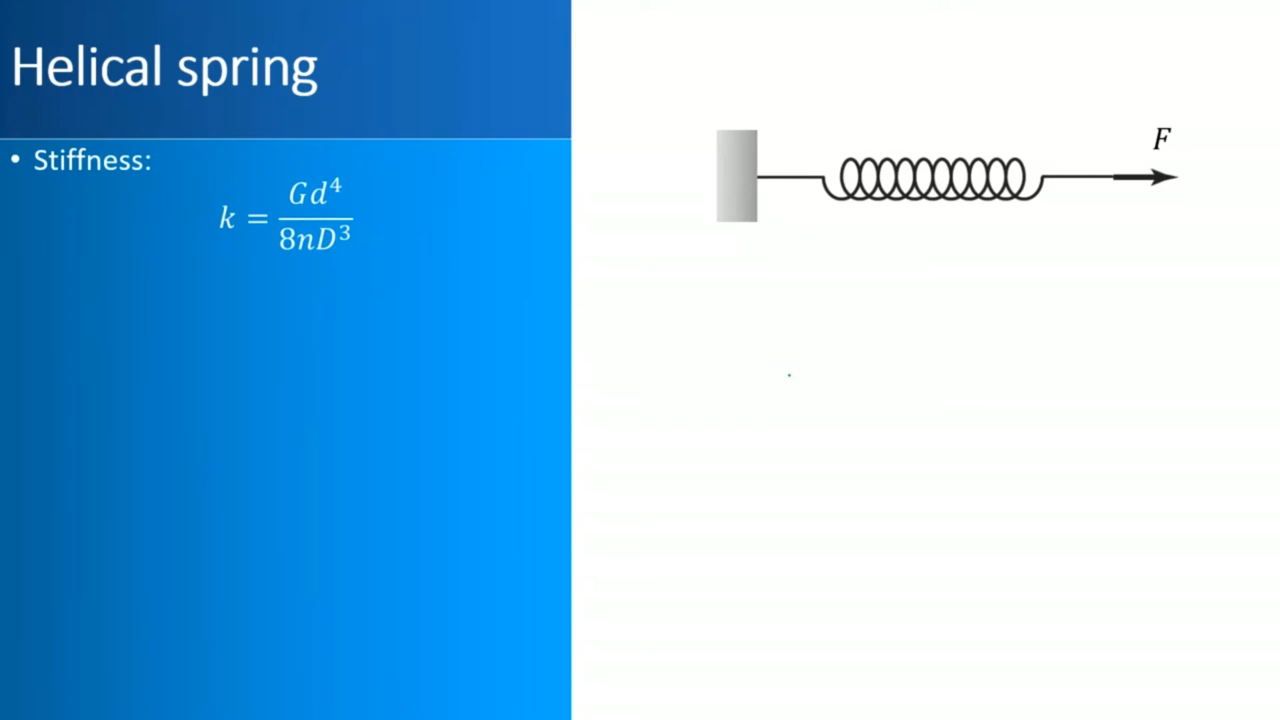 Helical spring
• Stiffness:
k = Gd⁴ / 8nD³
F